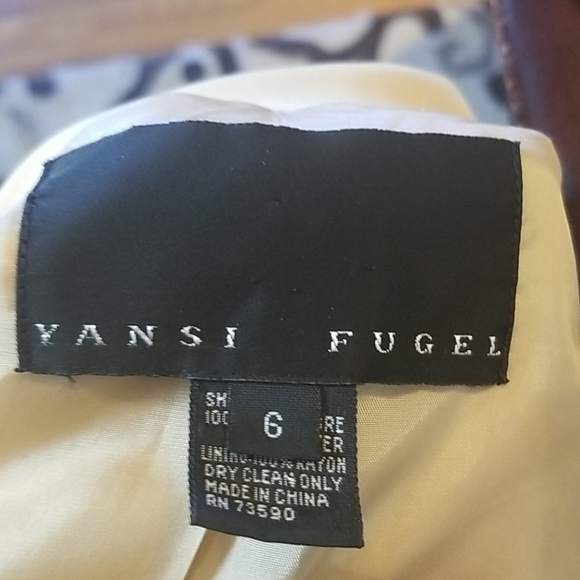 YANSI FUGEL
6
LINING-100% RAYON
DRY CLEAN ONLY
MADE IN CHINA
RN 73590